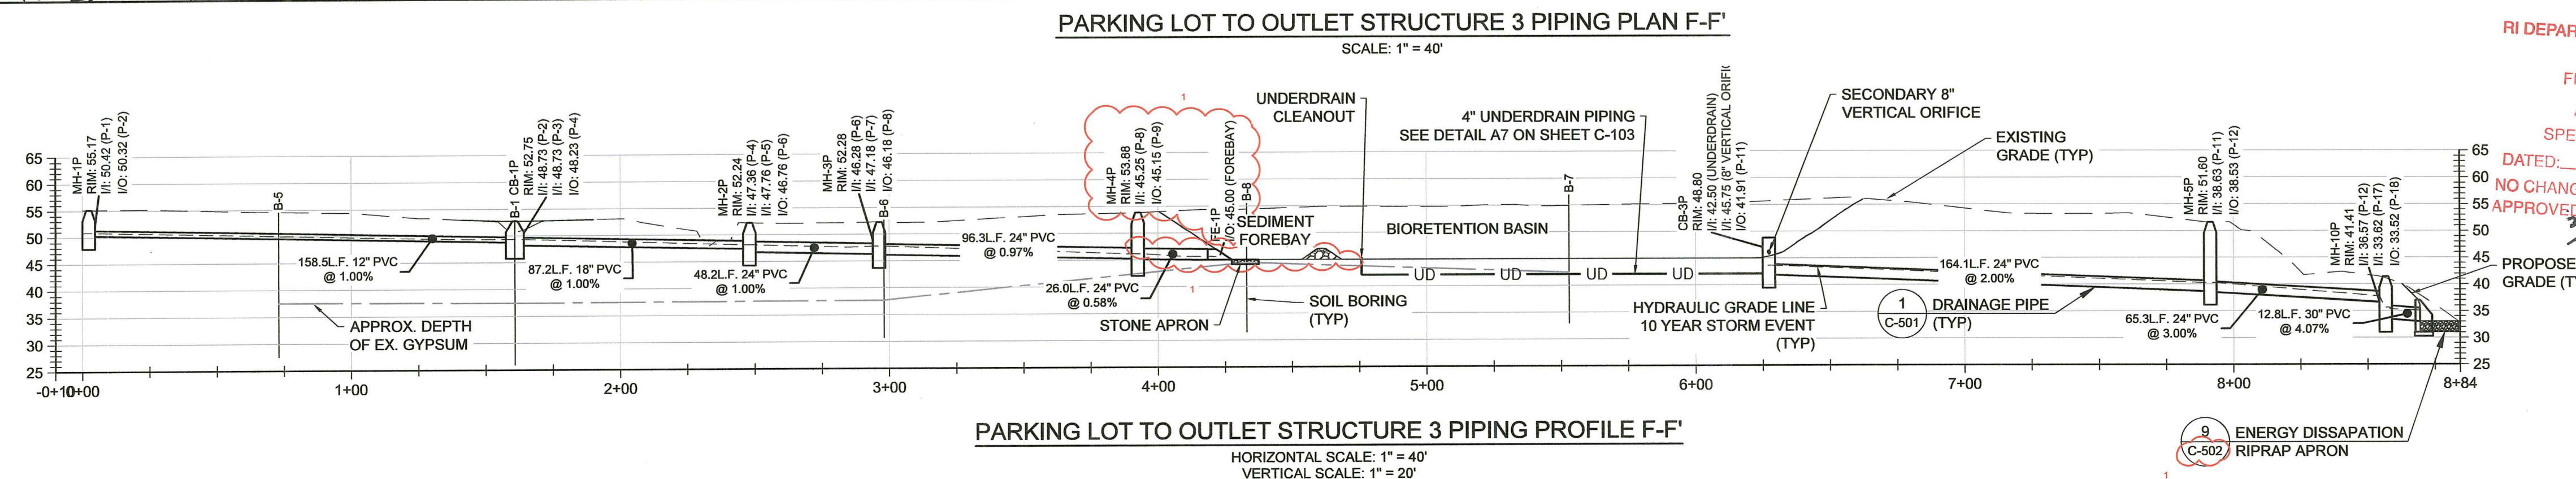 PARKING LOT TO OUTLET STRUCTURE 3 PIPING PLAN F-F'
SCALE: 1" = 40'
RI DEPAR
SPE
DATED:
NO CHANG
APPROVED
65
60
55
50
45
40
35
30
25
MH-1P
RIM: 55.17
I/I: 50.42 (P-1)
I/O: 50.32 (P-2)
B-5
158.5L.F. 12" PVC
@ 1.00%
APPROX. DEPTH
OF EX. GYPSUM
B-1
CB-1P
RIM: 52.75
I/I: 48.73 (P-2)
I/I: 48.73 (P-3)
I/O: 48.23 (P-4)
87.2L.F. 18" PVC
@ 1.00%
MH-2P
RIM: 52.24
I/I: 47.36 (P-4)
I/I: 47.76 (P-5)
I/O: 46.76 (P-6)
48.2L.F. 24" PVC
@ 1.00%
MH-3P
RIM: 52.28
I/I: 46.28 (P-6)
I/I: 47.18 (P-7)
I/O: 46.18 (P-8)
B-6
96.3L.F. 24" PVC
@ 0.97%
1
MH-4P
RIM: 53.88
I/I: 45.25 (P-8)
I/O: 45.15 (P-9)
26.0L.F. 24" PVC
@ 0.58%
1
FE-1P
I/O: 45.00 (FOREBAY)
B-8
SEDIMENT
FOREBAY
STONE APRON
SOIL BORING
(TYP)
UNDERDRAIN
CLEANOUT
4" UNDERDRAIN PIPING
SEE DETAIL A7 ON SHEET C-103
BIORETENTION BASIN
UD
UD
UD
UD
B-7
CB-3P
RIM: 48.80
I/I: 42.50 (UNDERDRAIN)
I/I: 45.75 (8" VERTICAL ORIFI
I/O: 41.91 (P-11)
SECONDARY 8"
VERTICAL ORIFICE
EXISTING
GRADE (TYP)
HYDRAULIC GRADE LINE
10 YEAR STORM EVENT
(TYP)
1
C-501
DRAINAGE PIPE
(TYP)
164.1L.F. 24" PVC
@ 2.00%
MH-5P
RIM: 51.60
I/I: 38.63 (P-11)
I/O: 38.53 (P-12)
65.3L.F. 24" PVC
@ 3.00%
MH-10P
RIM: 41.41
I/I: 36.57 (P-12)
I/I: 33.62 (P-17)
I/O: 33.52 (P-18)
12.8L.F. 30" PVC
@ 4.07%
65
60
55
50
45
40
35
30
25
PROPOSE
GRADE (TY
-0+10
0+00
1+00
2+00
3+00
4+00
5+00
6+00
7+00
8+00
8+84
PARKING LOT TO OUTLET STRUCTURE 3 PIPING PROFILE F-F'
HORIZONTAL SCALE: 1" = 40'
VERTICAL SCALE: 1" = 20'
9
C-502
ENERGY DISSAPATION
RIPRAP APRON
1